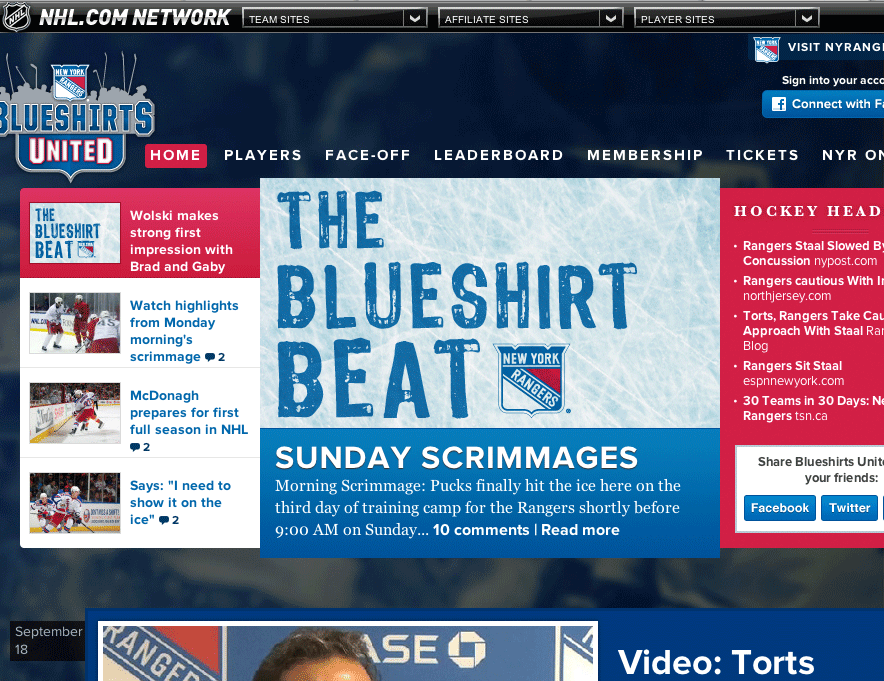 NHL.COM NETWORK
TEAM SITES
AFFILIATE SITES
PLAYER SITES
VISIT
Sign into your
Connect with
NEW YORK
RANGERS
BLUESHIRTS
UNITED
HOME
PLAYERS
FACE-OFF
LEADERBOARD
MEMBERSHIP
TICKETS
NYR
THE
BLUESHIRT
BEAT
Wolski makes
strong first
impression with
Brad and Gaby
Watch highlights
from Monday
morning's
scrimmage 2
McDonagh
prepares for first
full season in NHL
2
Says: "I need to
show it on the
ice" 2
THE
BLUESHIRT
BEAT
NEW YORK
RANGERS
SUNDAY SCRIMMAGES
Morning Scrimmage: Pucks finally hit the ice here on the
third day of training camp for the Rangers shortly before
9:00 AM on Sunday... 10 comments | Read more
HOCKEY HEAD
• Rangers Staal Slowed By
Concussion nypost.com
• Rangers cautious With
northjersey.com
• Torts, Rangers Take
Approach With Staal
Blog
• Rangers Sit Staal
espnnewyork.com
• 30 Teams in 30 Days:
Rangers tsn.ca
Share Blueshirts
your friends:
Facebook
Twitter
September
18
RANGERS
ASE
Video: Torts